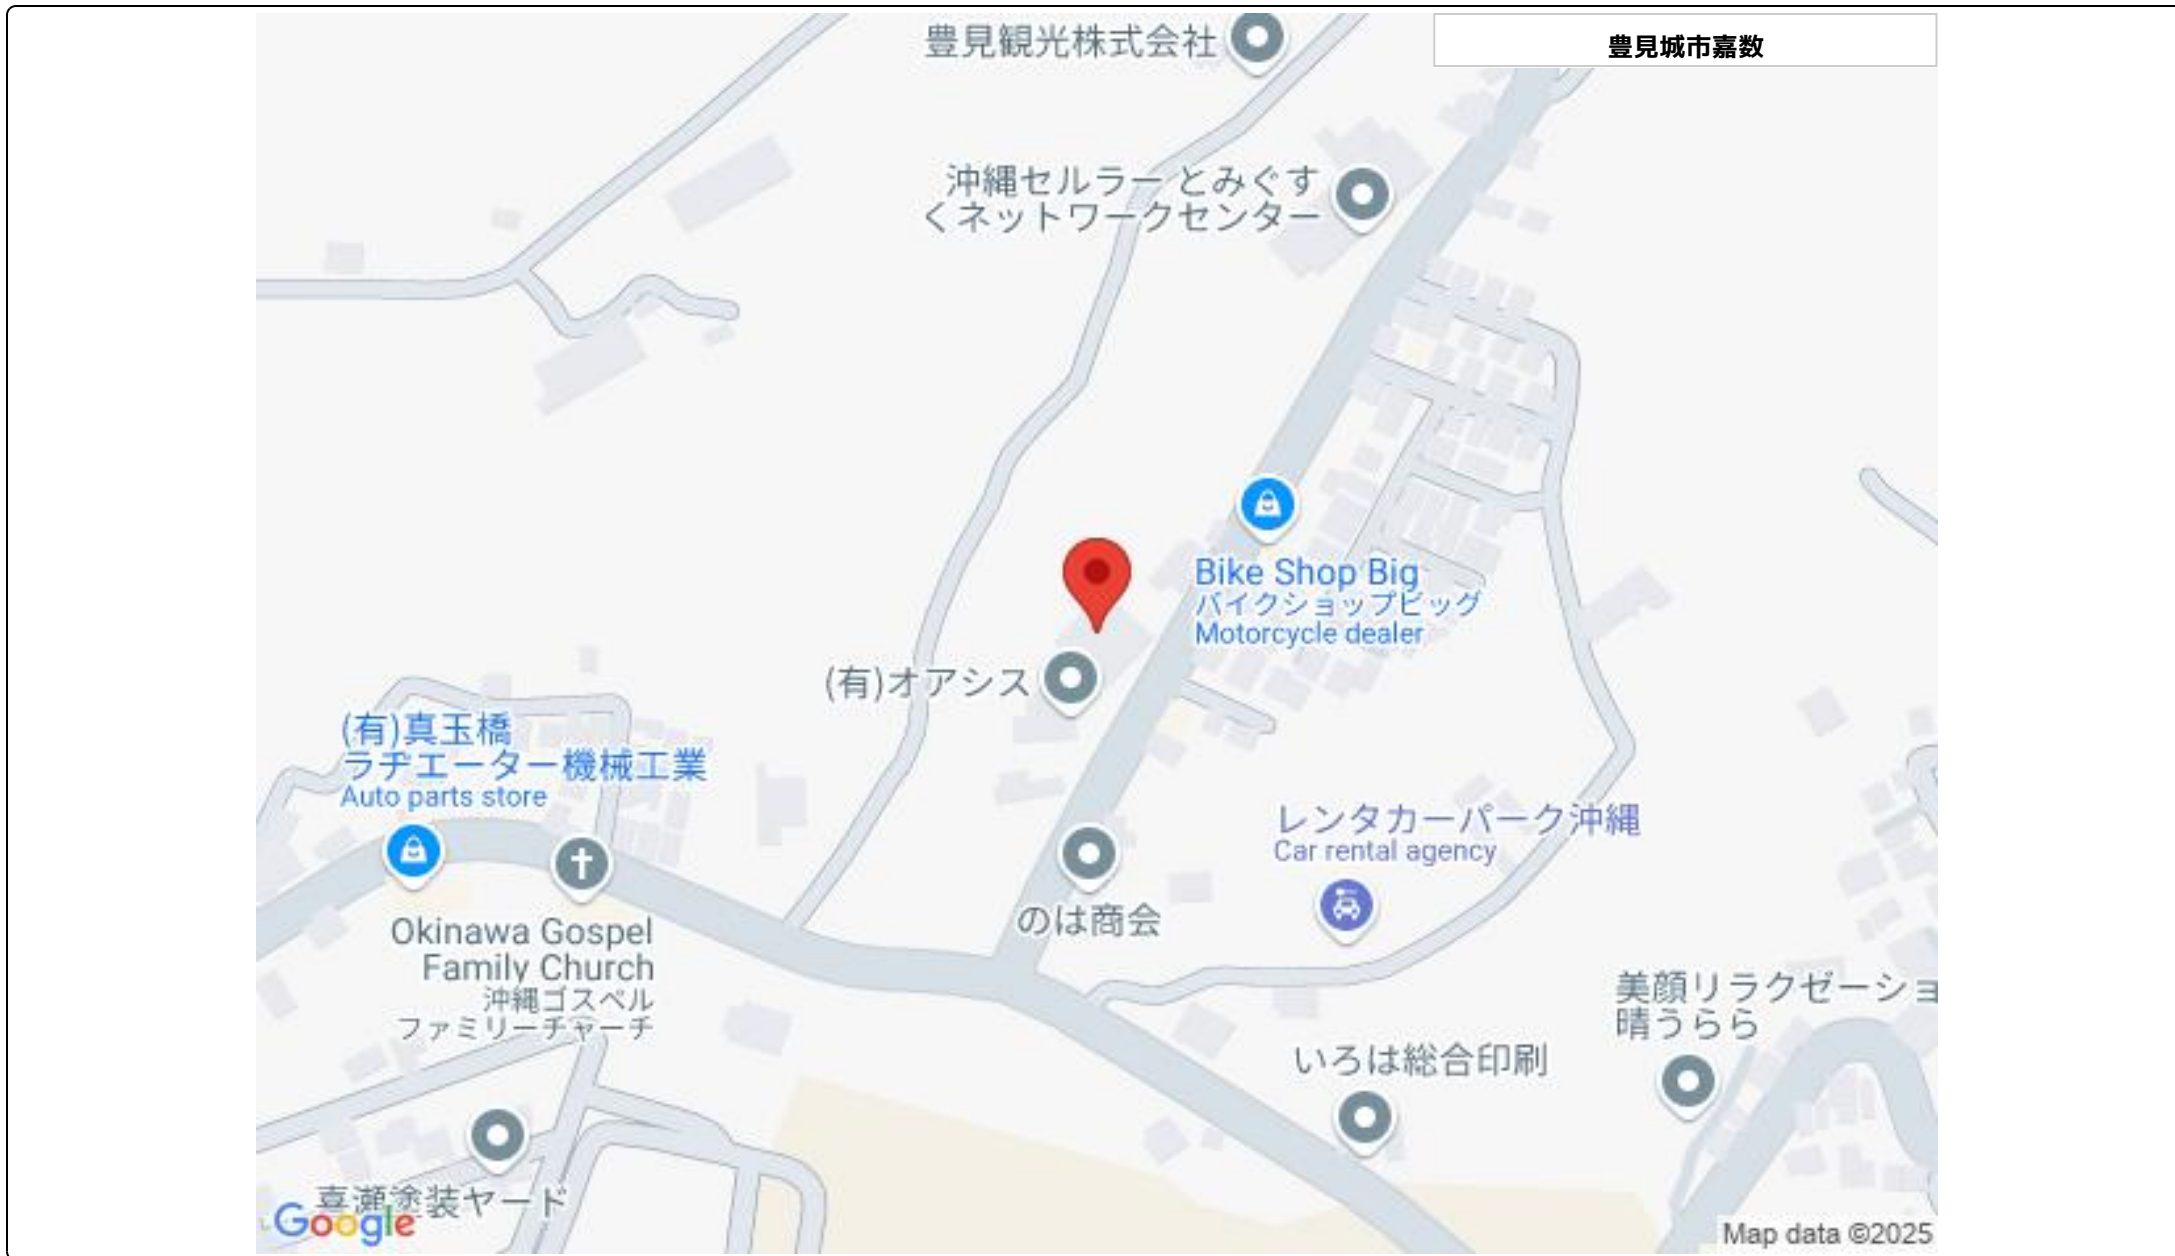 豊見観光株式会社
豊見城市嘉数
沖縄セルラー とみぐす
くネットワークセンター
Bike Shop Big
バイクショップビッグ
Motorcycle dealer
(有)オアシス
(有)真玉橋
ラヂエーター機械工業
Auto parts store
レンタカーパーク沖縄
Car rental agency
のは商会
Okinawa Gospel
Family Church
沖縄ゴスペル
ファミリーチャーチ
美顔リラクゼーショ
晴うらら
いろは総合印刷
喜瀬塗装ヤード
Google
Map data ©2025